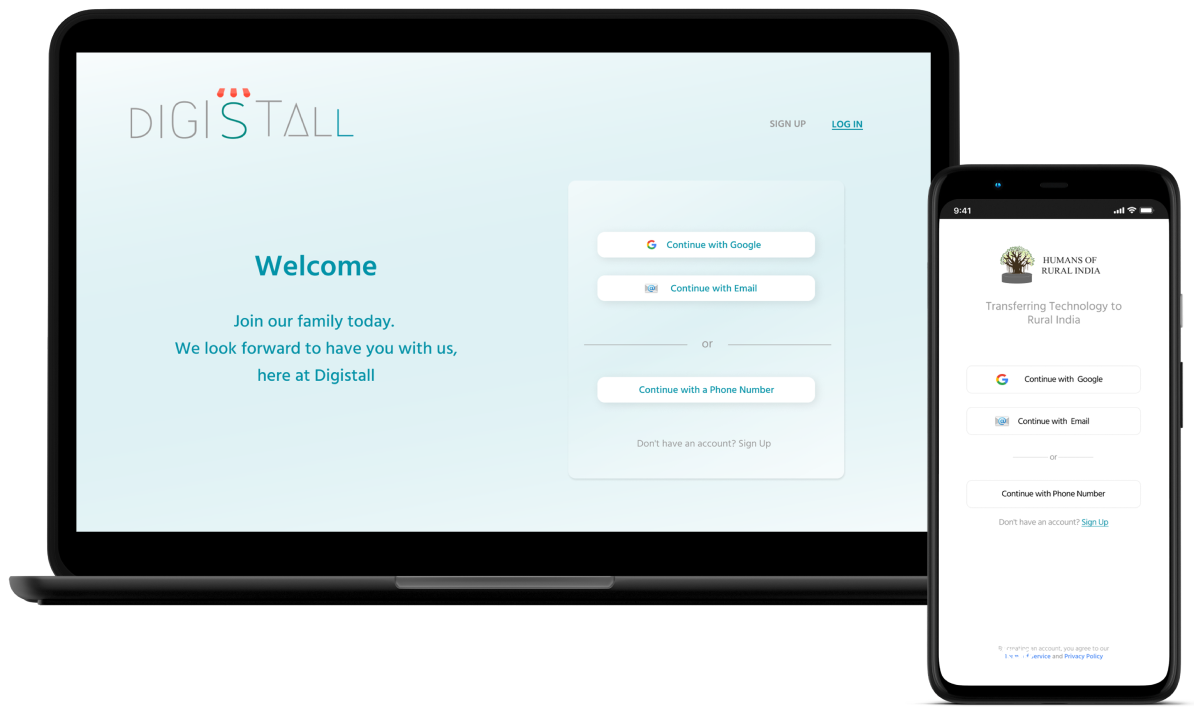 DIGISTALL
SIGN UP
LOG IN
Welcome
Join our family today.
We look forward to have you with us,
here at Digistall
Continue with Google
Continue with Email
or
Continue with a Phone Number
Don't have an account? Sign Up
9:41
HUMANS OF
RURAL INDIA
Transferring Technology to
Rural India
Continue with Google
Continue with Email
or
Continue with Phone Number
Don't have an account? Sign Up
an account, you agree to our
and Privacy Policy